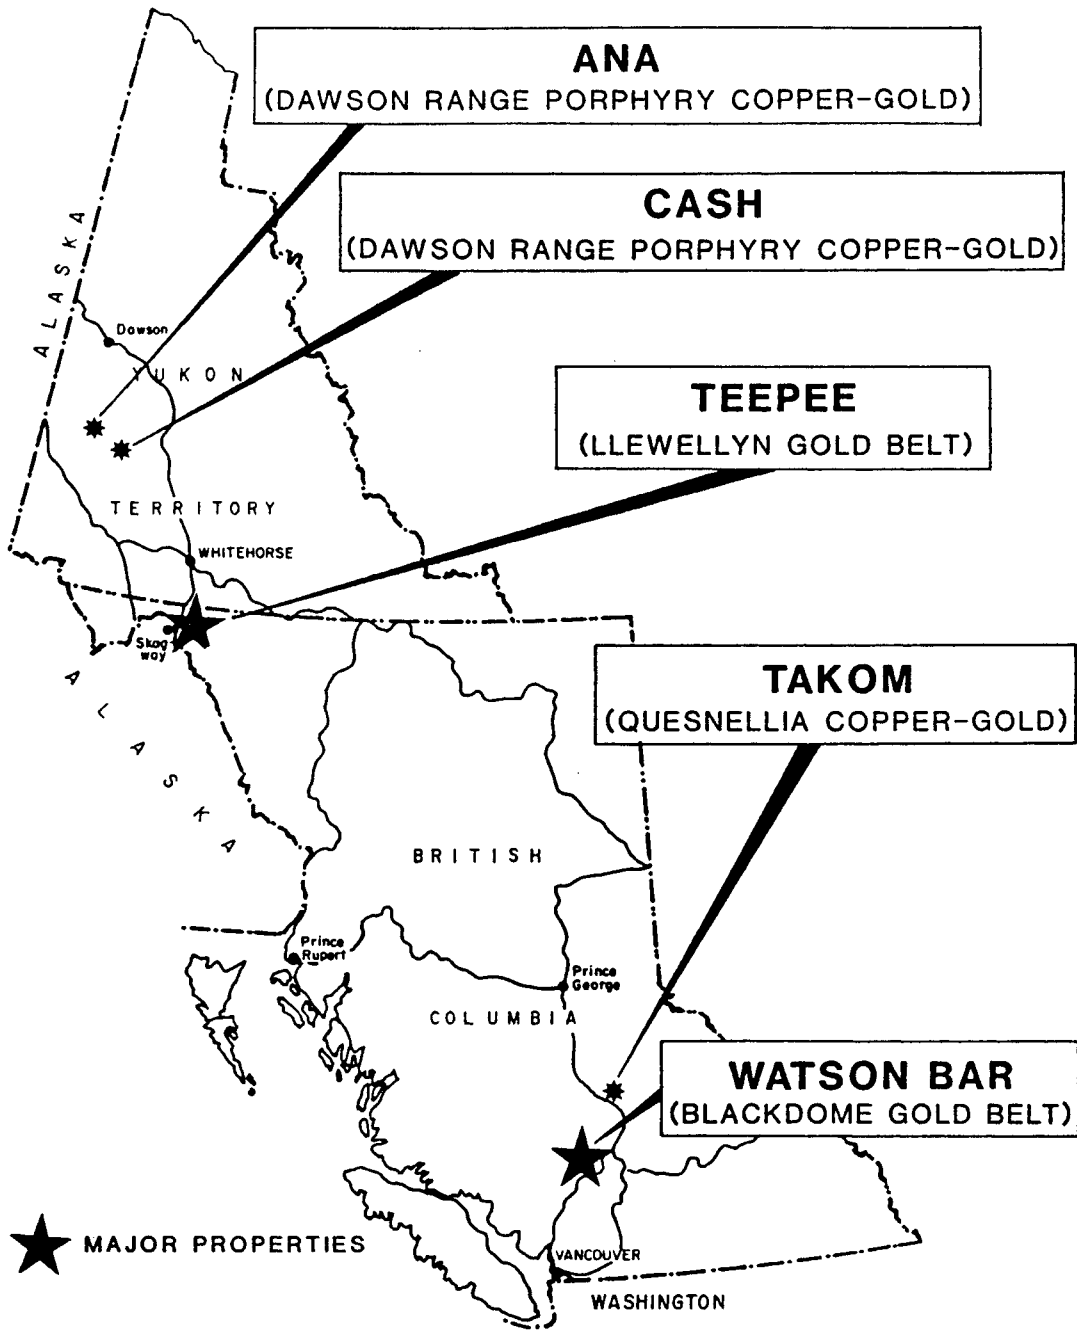 ANA
(DAWSON RANGE PORPHYRY COPPER-GOLD)
CASH
(DAWSON RANGE PORPHYRY COPPER-GOLD)
ALASKA
Dawson
YUKON
TEEPEE
(LLEWELLYN GOLD BELT)
TERRITORY
WHITEHORSE
Skag-
way
ALASKA
TAKOM
(QUESNELLIA COPPER-GOLD)
BRITISH
Prince
Rupert
Prince
George
COLUMBIA
WATSON BAR
(BLACKDOME GOLD BELT)
MAJOR PROPERTIES
VANCOUVER
WASHINGTON